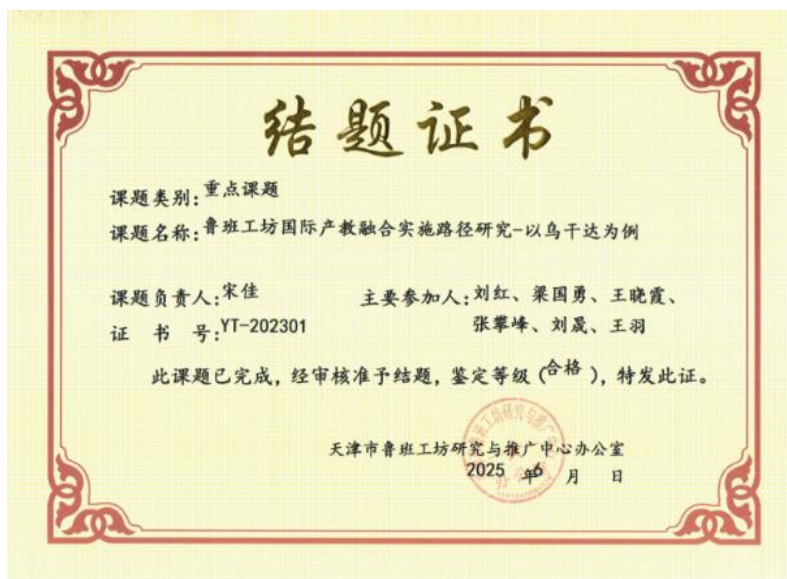 结题证书
课题类别:重点课题
课题名称:鲁班工坊国际产教融合实施路径研究-以乌干达为例
课题负责人:宋佳 主要参加人:刘红、梁国勇、王晓霞、
证 书 号:YT-202301 张攀峰、刘晟、王羽
此课题已完成，经审核准予结题，鉴定等级(合格)，特发此证。
天津市鲁班工坊研究与推广中心办公室
2025 年6 月 日